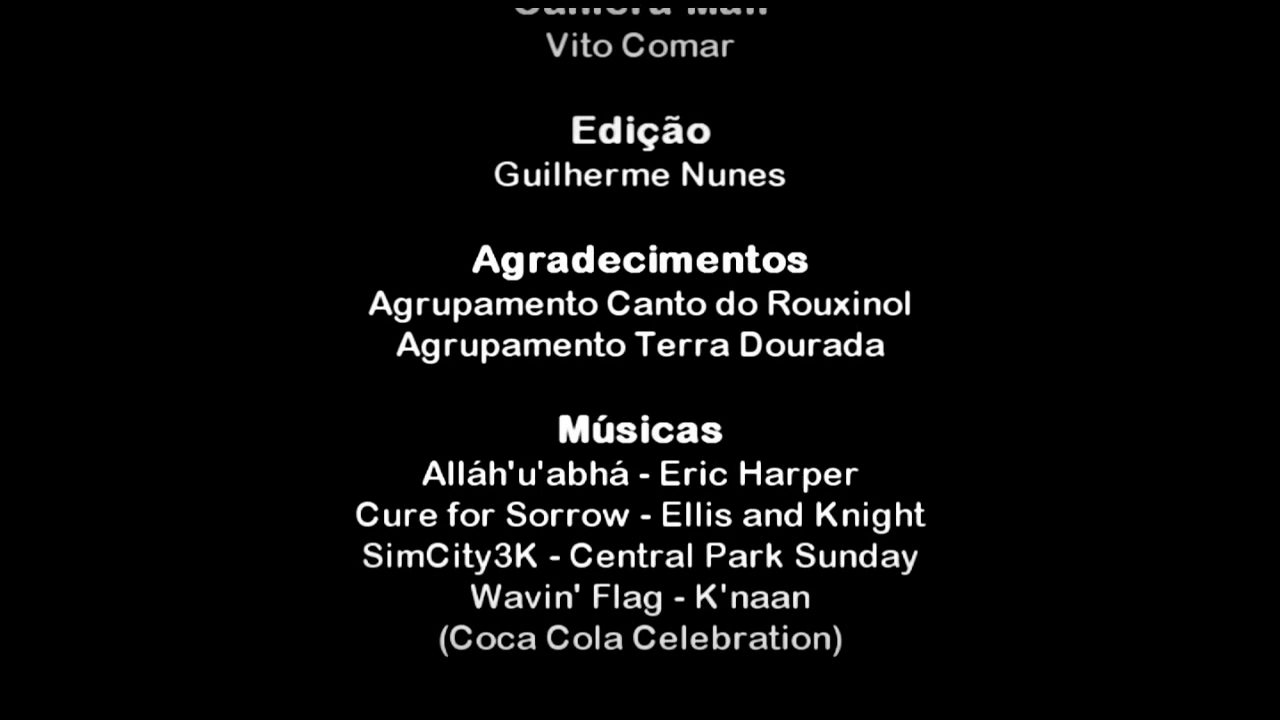 Vito Comar
Edição
Guilherme Nunes
Agradecimentos
Agrupamento Canto do Rouxinol
Agrupamento Terra Dourada
Músicas
Alláh'u'abhá - Eric Harper
Cure for Sorrow - Ellis and Knight
SimCity3K - Central Park Sunday
Wavin' Flag - K'naan
(Coca Cola Celebration)